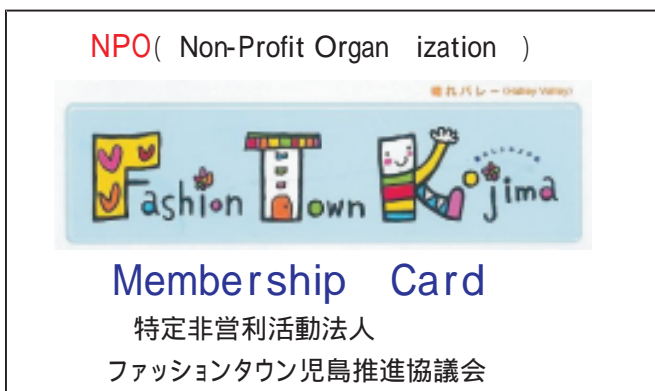 NPO( Non-Profit Organ ization )
晴れバレー(Halley Valley)
Fashion Town Kojima
Membership Card
特定非営利活動法人
ファッションタウン児島推進協議会